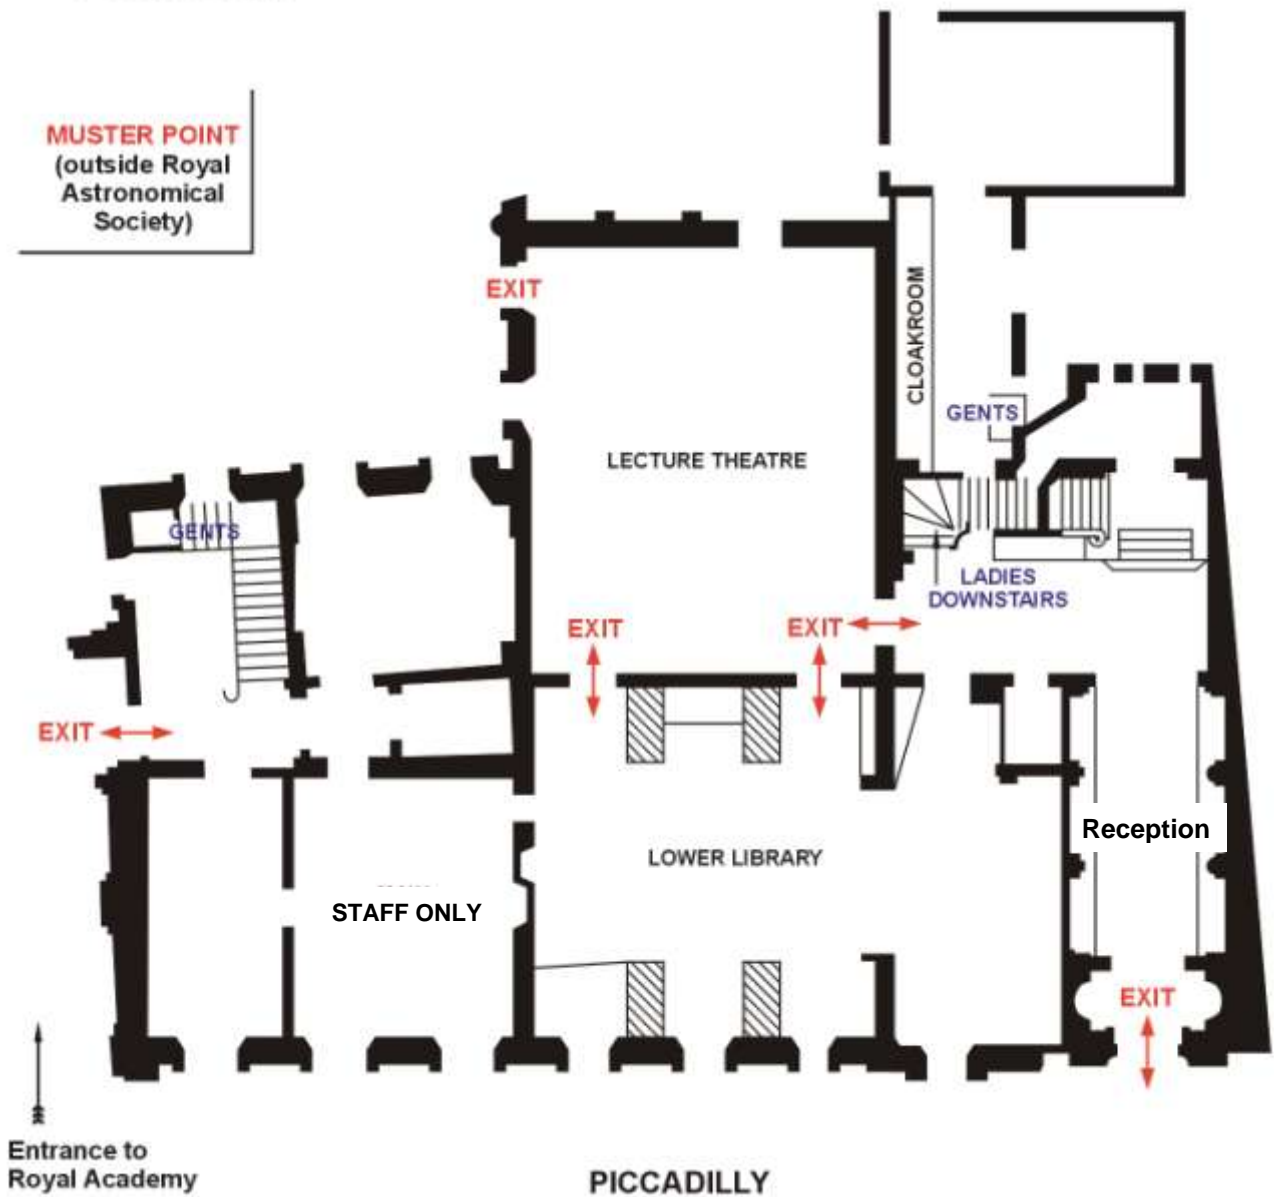 MUSTER POINT
(outside Royal
Astronomical
Society)
EXIT
CLOAKROOM
GENTS
LECTURE THEATRE
GENTS
LADIES
DOWNSTAIRS
EXIT
EXIT
EXIT
Reception
LOWER LIBRARY
STAFF ONLY
EXIT
Entrance to
Royal Academy
PICCADILLY